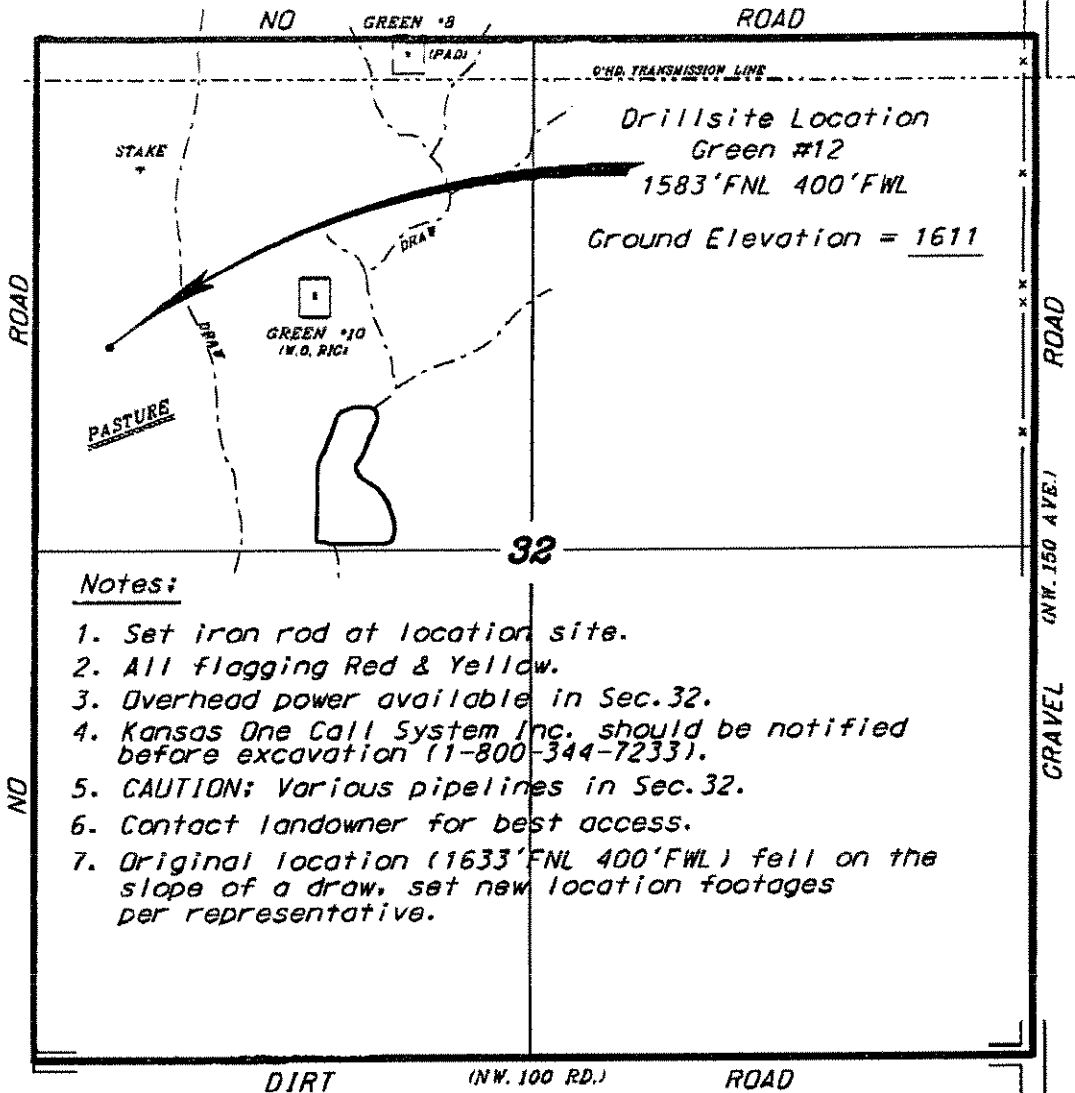 NO ROAD
GREEN #8
(PAD)
O'HD. TRANSMISSION LINE
Drillsite Location
Green #12
1583'FNL 400'FWL
Ground Elevation = 1611
STAKE
DRAW
DRAW
GREEN #10
PASTURE
NO ROAD
32
GRAVEL (NW. 150 AVE.) ROAD
Notes:
1. Set iron rod at location site.
2. All flagging Red & Yellow.
3. Overhead power available in Sec.32.
4. Kansas One Call System Inc. should be notified
before excavation (1-800-344-7233).
5. CAUTION: Various pipelines in Sec.32.
6. Contact landowner for best access.
7. Original location (1633'FNL 400'FWL) fell on the
slope of a draw, set new location footages
per representative.
DIRT (NW. 100 RD.) ROAD